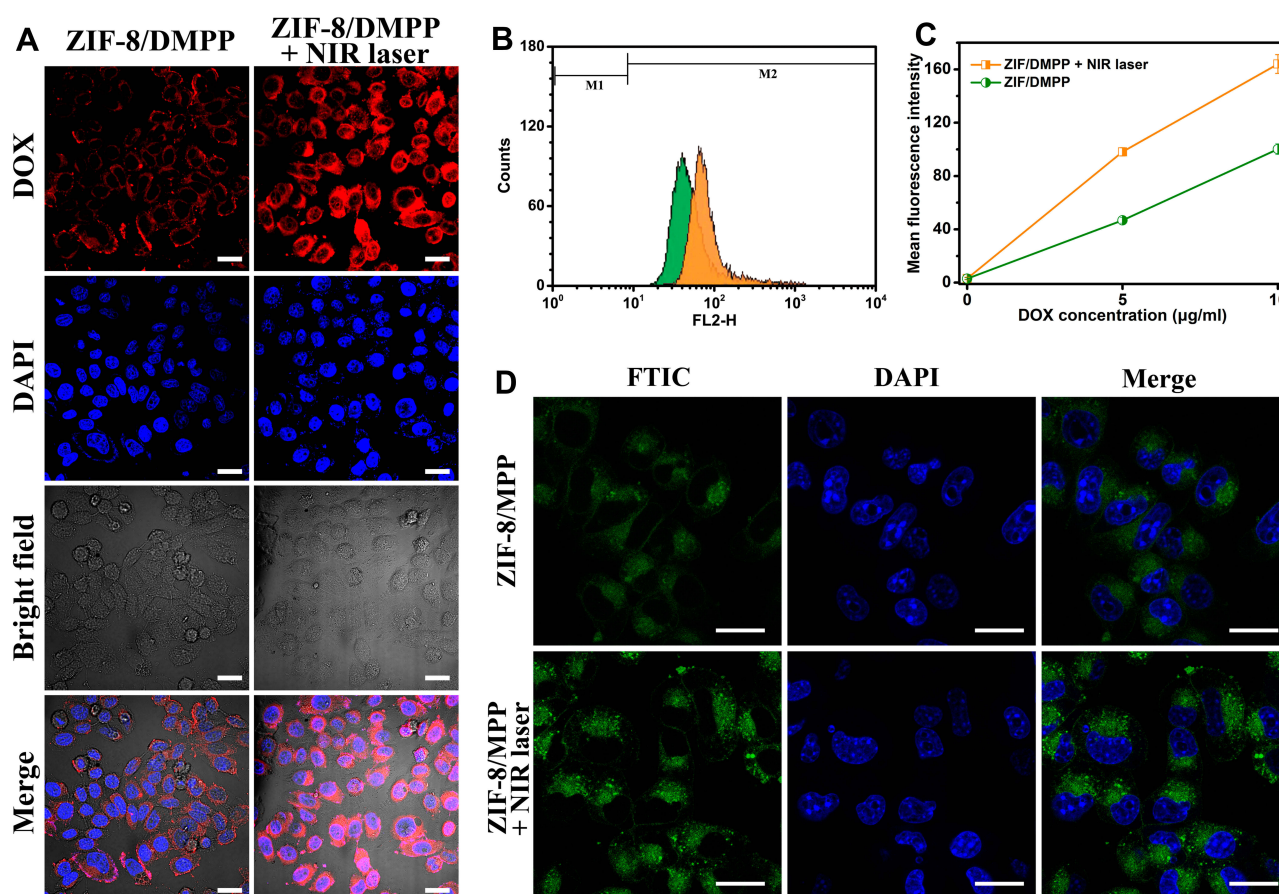 A
ZIF-8/DMPP
ZIF-8/DMPP
+ NIR laser
DOX
DAPI
Bright field
Merge
B
180
120
60
0
Counts
M1
M2
10^0
10^1
10^2
10^3
10^4
FL2-H
C
ZIF/DMPP + NIR laser
ZIF/DMPP
160
120
80
40
0
Mean fluorescence intensity
0
5
10
DOX concentration (μg/ml)
D
FTIC
DAPI
Merge
ZIF-8/MPP
ZIF-8/MPP
+ NIR laser